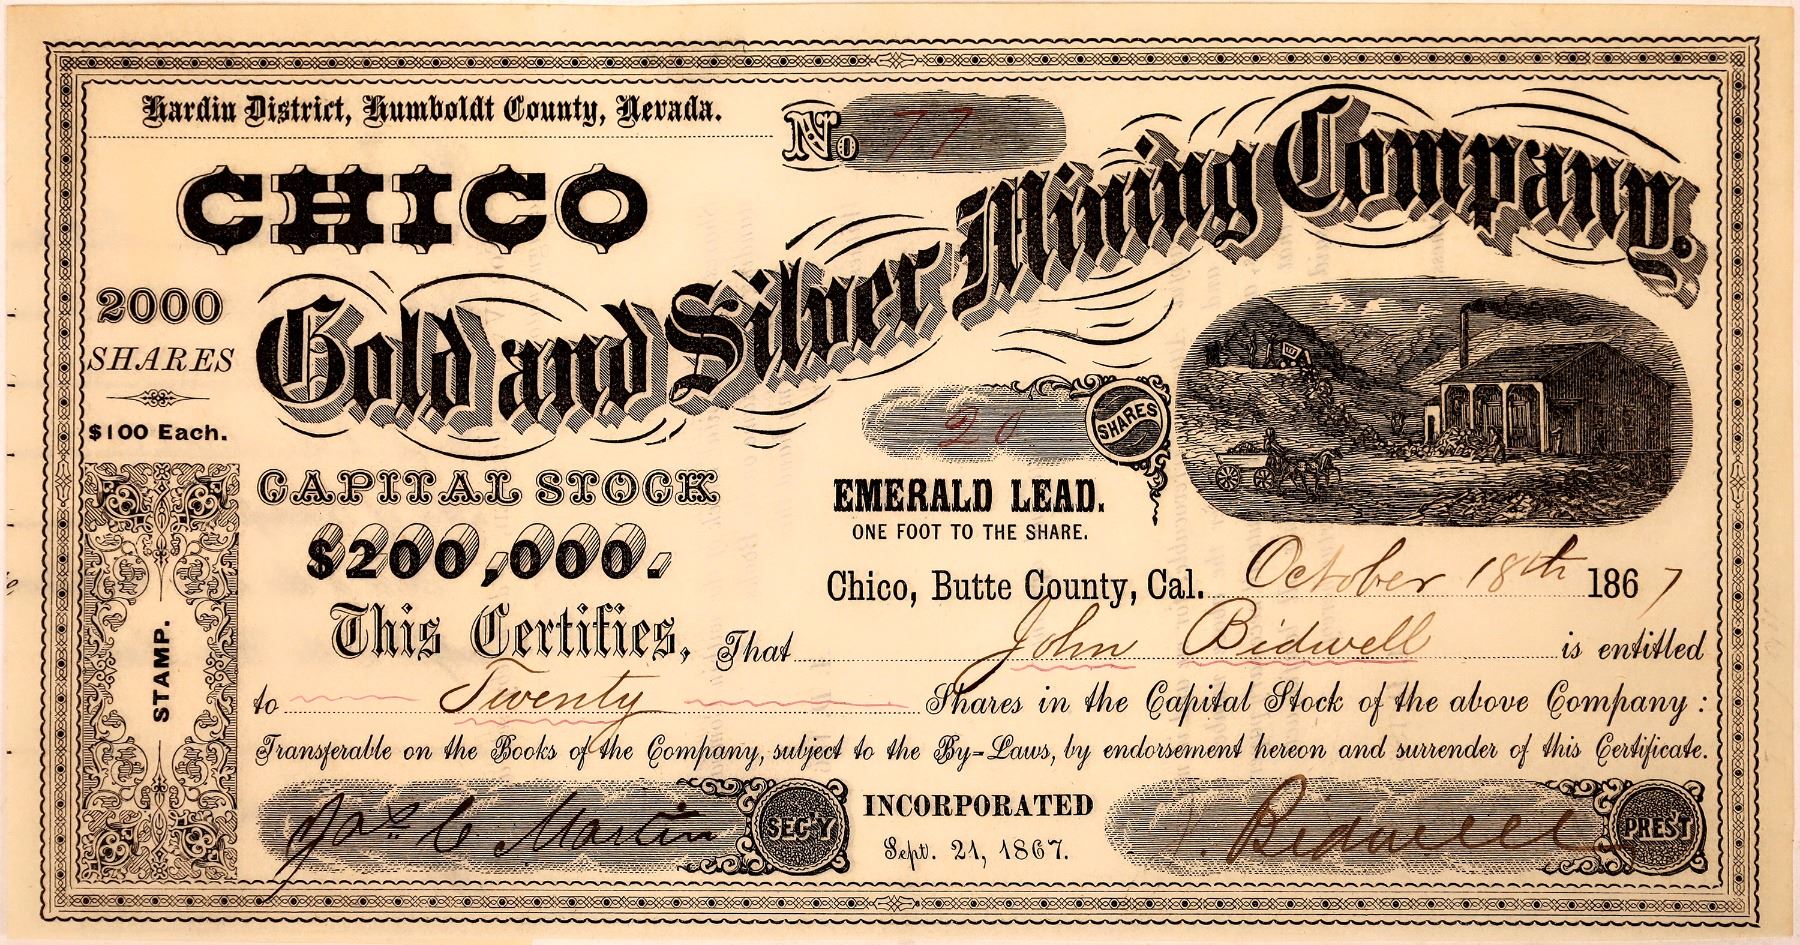 Hardin District, Humboldt County, Nevada.
No 77
CHICO
Gold and Silver Mining Company.
2000
SHARES
$100 Each.
20 SHARES
CAPITAL STOCK
$200,000.
EMERALD LEAD.
ONE FOOT TO THE SHARE.
Chico, Butte County, Cal. October 18th 1867
This Certifies, That John Bidwell is entitled
to Twenty Shares in the Capital Stock of the above Company:
Transferable on the Books of the Company, subject to the By-Laws, by endorsement hereon and surrender of this Certificate.
STAMP.
Jas. C Martin SEC'Y
INCORPORATED
Sept. 21, 1867.
J. Bidwell PREST